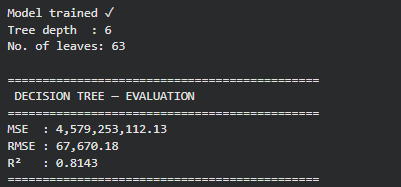 Model trained ✓
Tree depth  : 6
No. of leaves: 63
=============================================
 DECISION TREE — EVALUATION
=============================================
MSE  : 4,579,253,112.13
RMSE : 67,670.18
R²   : 0.8143
=============================================